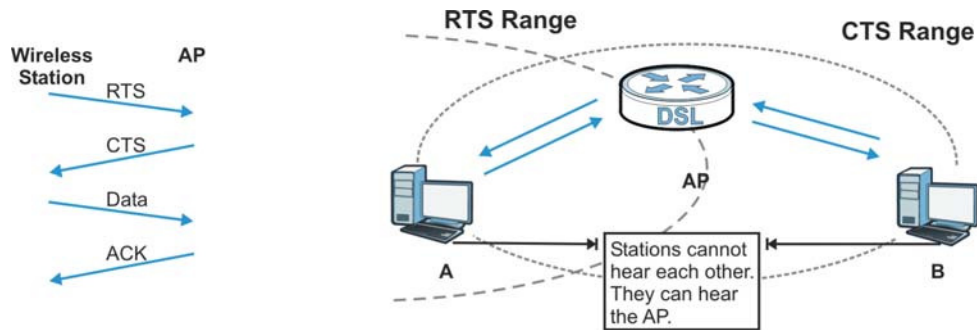 Wireless
Station
AP
RTS
CTS
Data
ACK
RTS Range
CTS Range
DSL
AP
A
B
Stations cannot
hear each other.
They can hear
the AP.